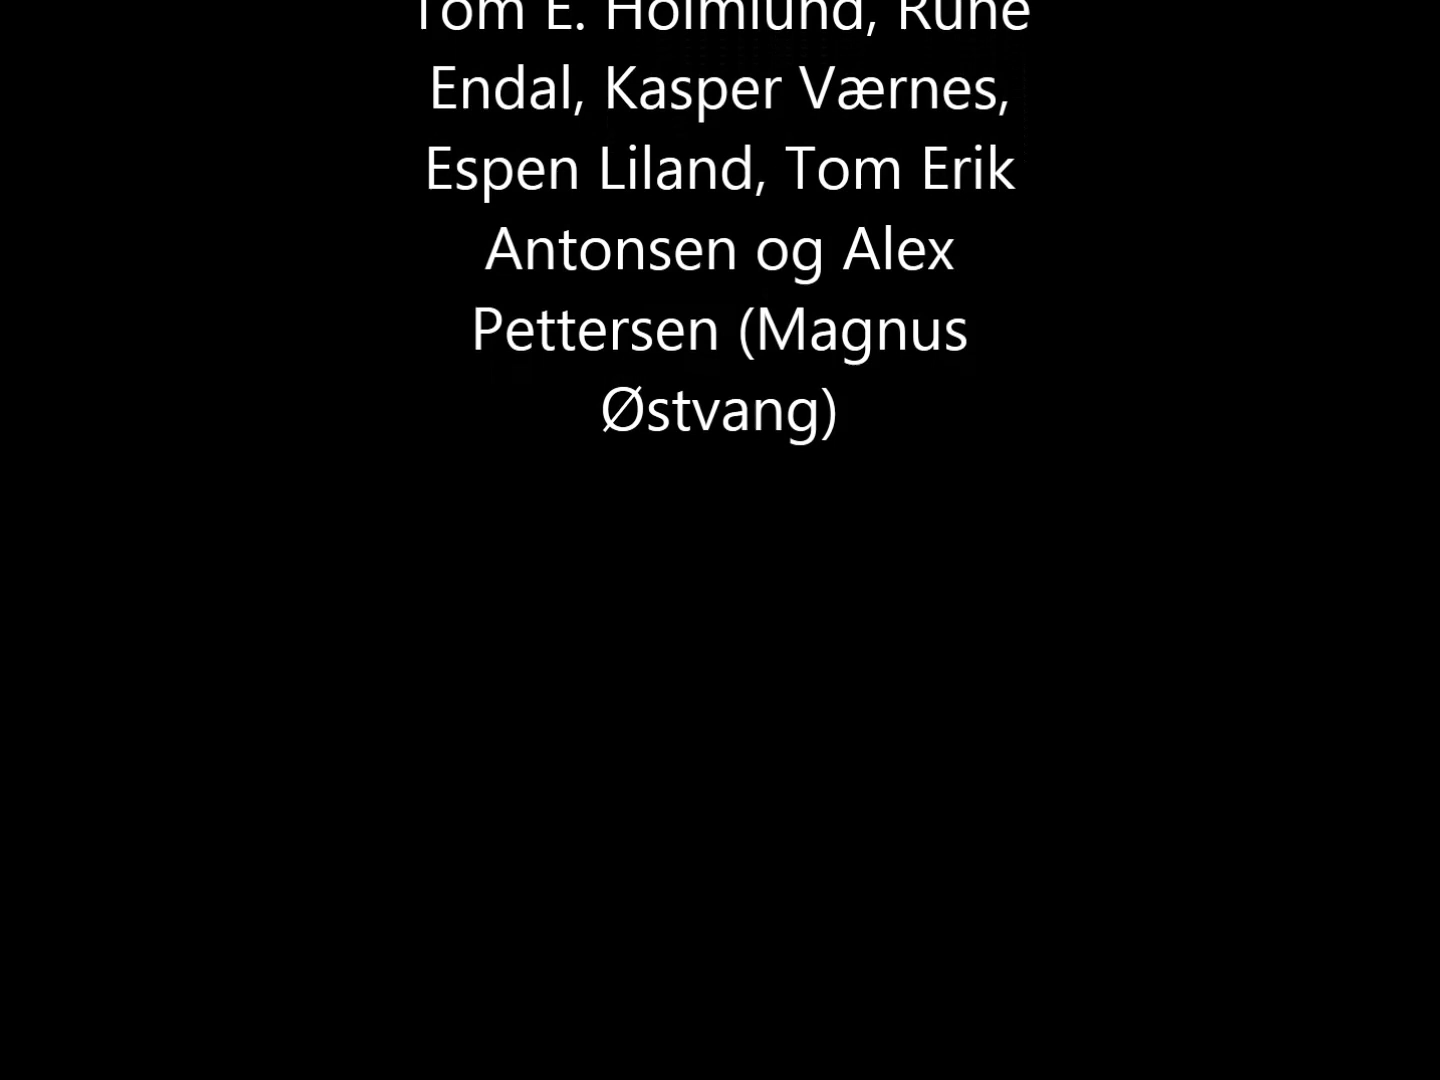 Tom E. Holmlund, Rune
Endal, Kasper Værnes,
Espen Liland, Tom Erik
Antonsen og Alex
Pettersen (Magnus
Østvang)